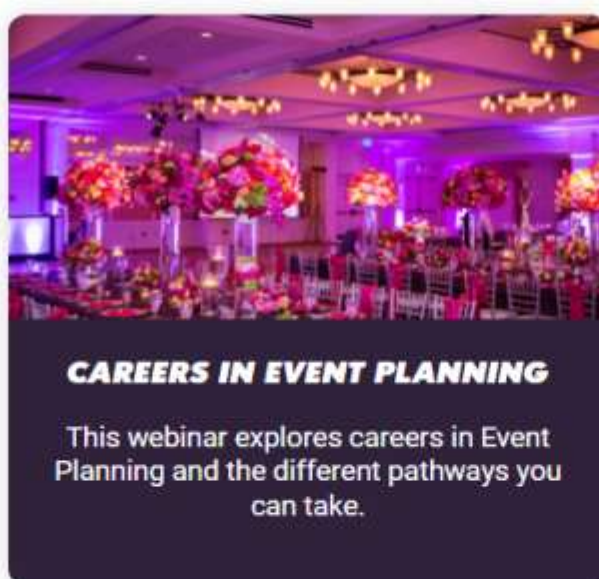 CAREERS IN EVENT PLANNING
This webinar explores careers in Event
Planning and the different pathways you
can take.